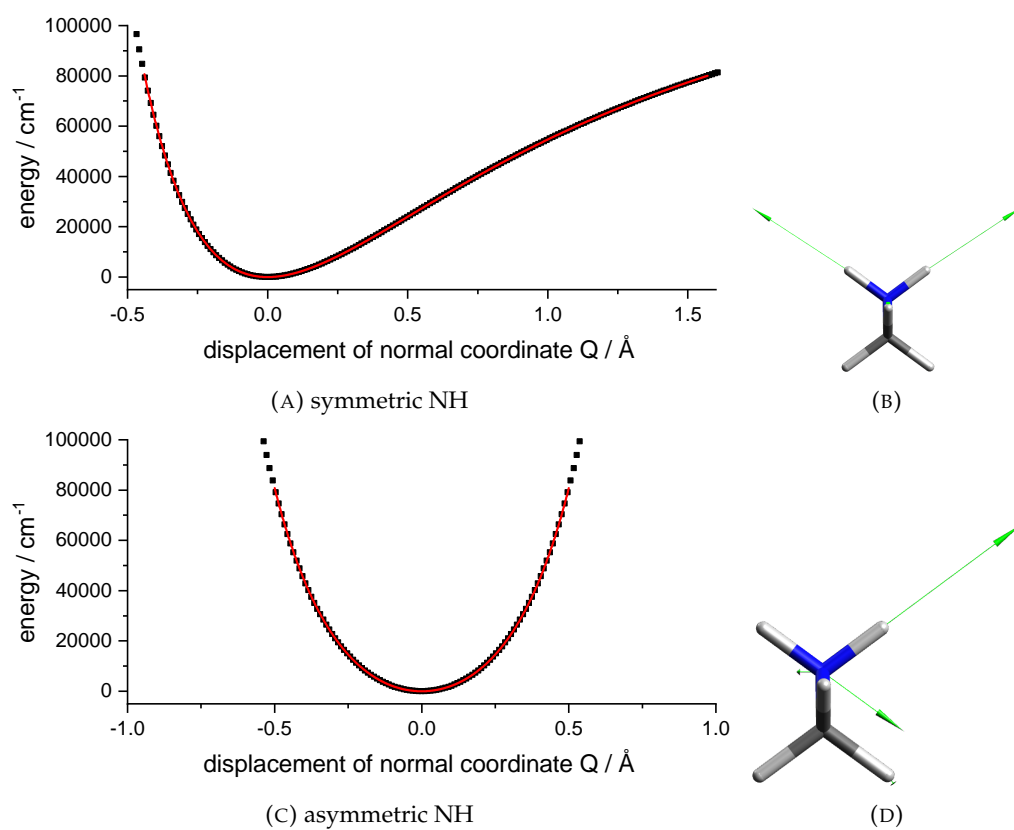 100000
80000
60000
40000
20000
0
energy / cm⁻¹
-0.5 0.0 0.5 1.0 1.5
displacement of normal coordinate Q / Å
(A) symmetric NH
(B)
100000
80000
60000
40000
20000
0
energy / cm⁻¹
-1.0 -0.5 0.0 0.5 1.0
displacement of normal coordinate Q / Å
(C) asymmetric NH
(D)